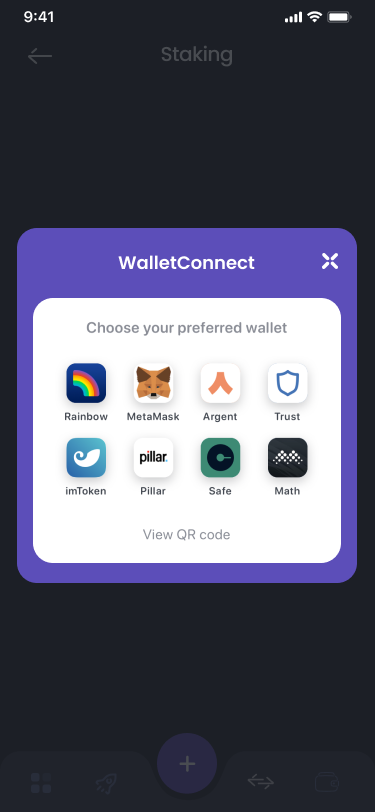 9:41
Staking
WalletConnect
Choose your preferred wallet
Rainbow MetaMask Argent Trust
pillar
imToken Pillar Safe Math
View QR code